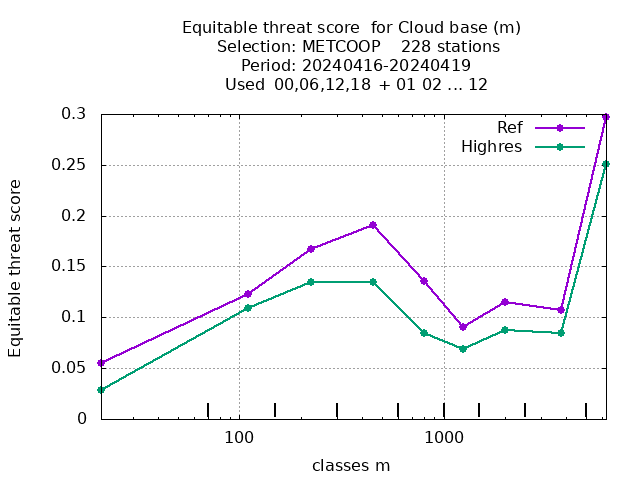 Equitable threat score  for Cloud base (m)
Selection: METCOOP    228 stations
Period: 20240416-20240419
Used  00,06,12,18 + 01 02 ... 12
Ref
Highres
Equitable threat score
0.3
0.25
0.2
0.15
0.1
0.05
0
100
1000
classes m